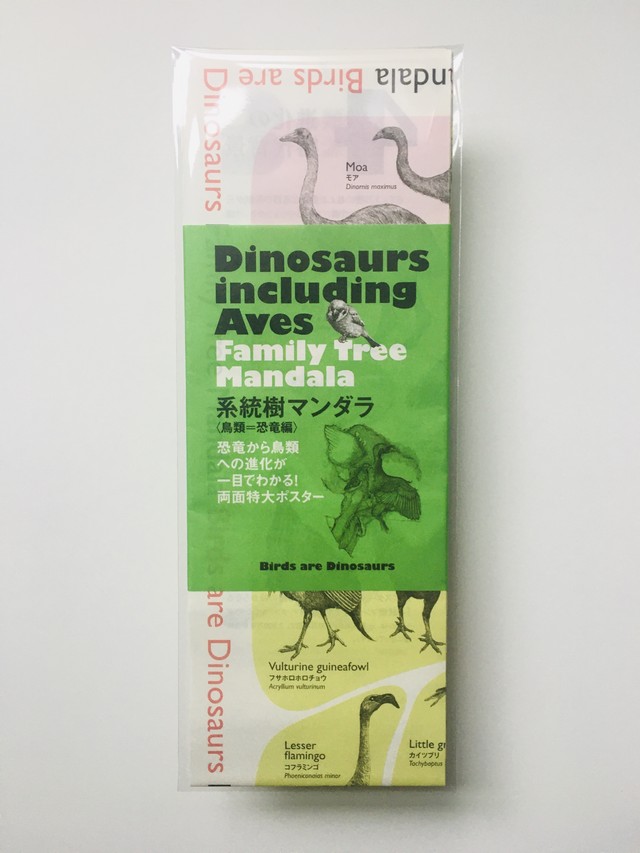 ndala Birds are
Dinosaurs
Moa
モア
Dinornis maximus
Dinosaurs
including
Aves
Family Tree
Mandala
系統樹マンダラ
〈鳥類=恐竜編〉
恐竜から鳥類
への進化が
一目でわかる!
両面特大ポスター
Birds are Dinosaurs
Birds are Dinosaurs
Vulturine guineafowl
フサホロホロチョウ
Acryllium vulturinum
Lesser
flamingo
コフラミンゴ
Phoeniconaias minor
Little gr
カイツブリ
Tachybaptus